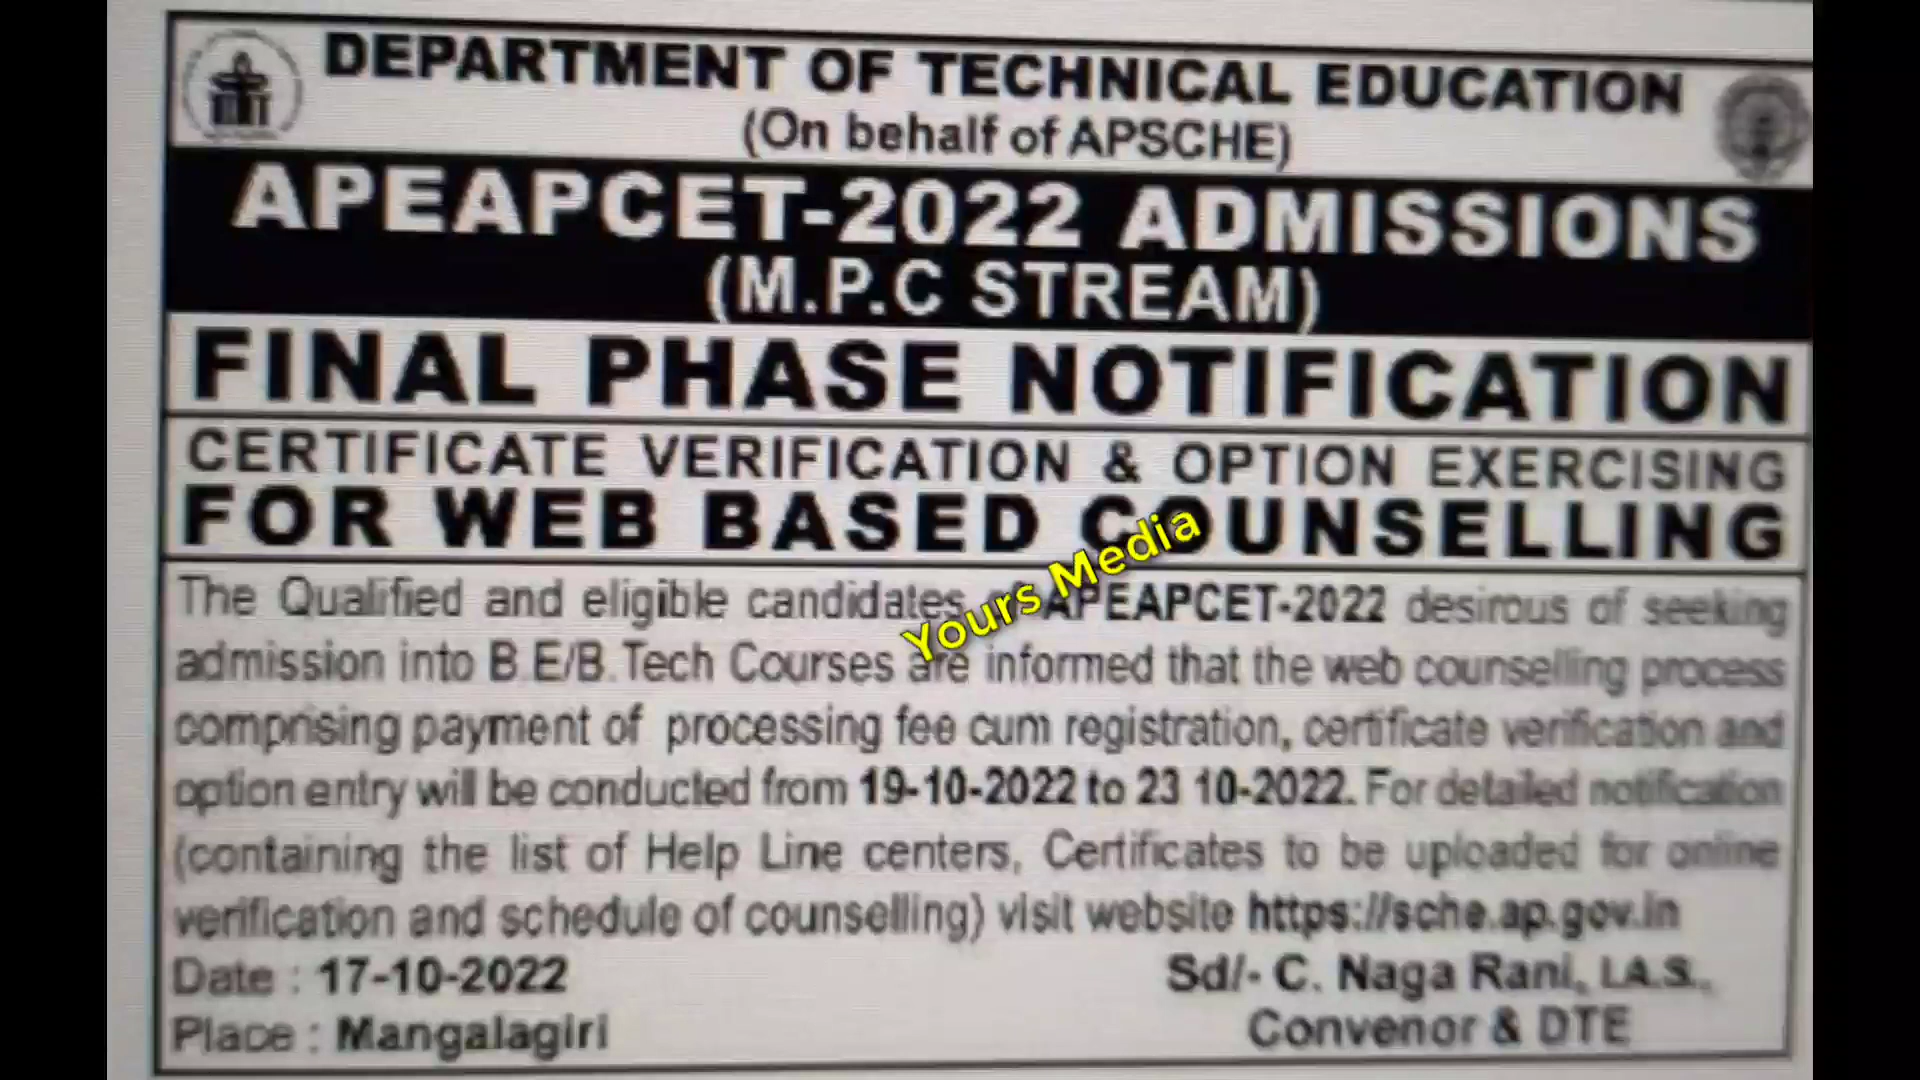 DEPARTMENT OF TECHNICAL EDUCATION
(On behalf of APSCHE)
APEAPCET-2022 ADMISSIONS
(M.P.C STREAM)
FINAL PHASE NOTIFICATION
CERTIFICATE VERIFICATION & OPTION EXERCISING
FOR WEB BASED COUNSELLING
The Qualified and eligible candidates APEAPCET-2022 desirous of seeking
admission into B.E/B.Tech Courses are informed that the web counselling process
comprising payment of processing fee cum registration, certificate verification and
option entry will be conducted from 19-10-2022 to 23 10-2022. For detailed notification
(containing the list of Help Line centers, Certificates to be uploaded for online
verification and schedule of counselling) visit website https://sche.ap.gov.in
Date : 17-10-2022
Place : Mangalagiri
Sd/- C. Naga Rani, I.A.S.,
Convenor & DTE
Yours Media